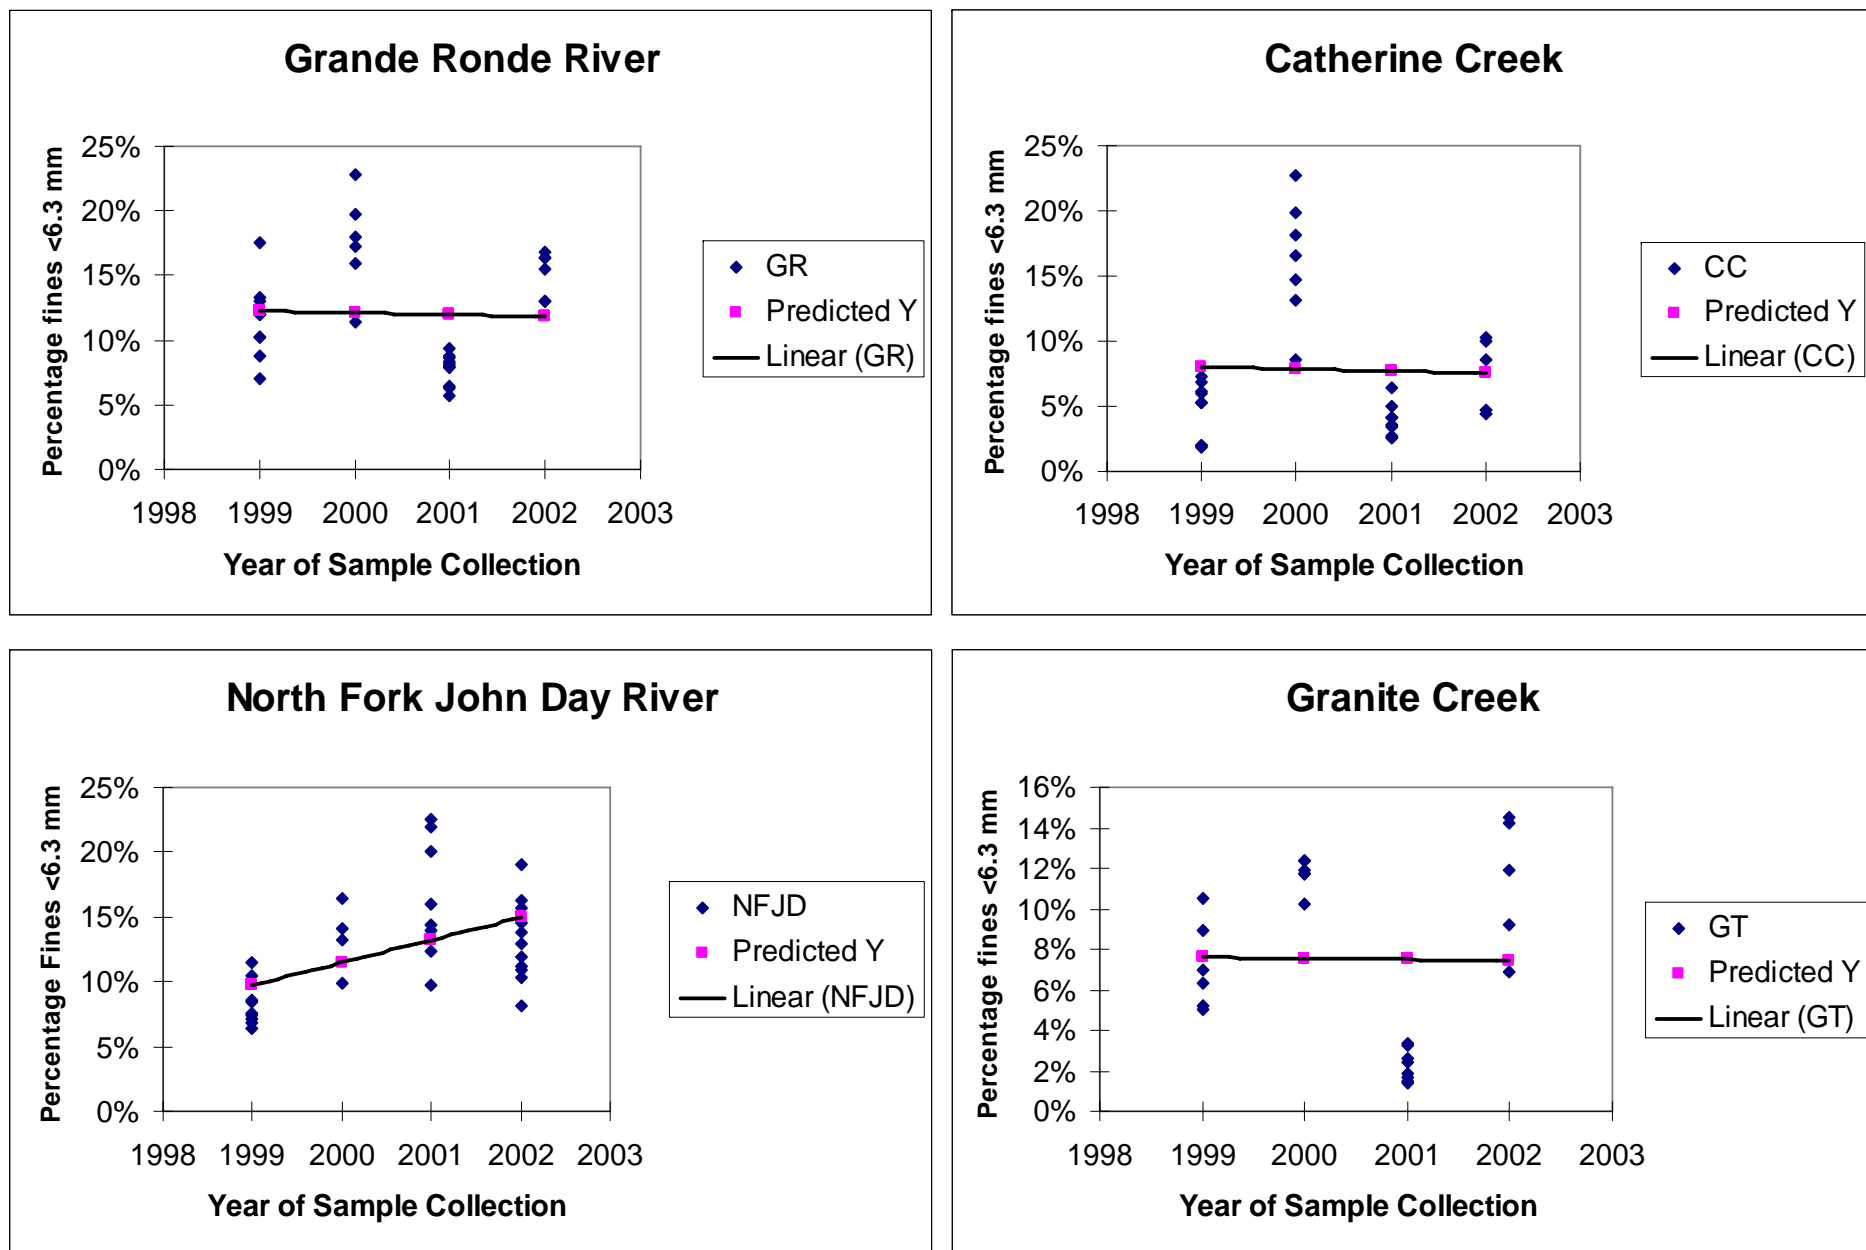 Grande Ronde River
Percentage fines <6.3 mm
25%
20%
15%
10%
5%
0%
1998 1999 2000 2001 2002 2003
Year of Sample Collection
GR
Predicted Y
Linear (GR)
Catherine Creek
Percentage fines <6.3 mm
25%
20%
15%
10%
5%
0%
1998 1999 2000 2001 2002 2003
Year of Sample Collection
CC
Predicted Y
Linear (CC)
North Fork John Day River
Percentage Fines <6.3 mm
25%
20%
15%
10%
5%
0%
1998 1999 2000 2001 2002 2003
Year of Sample Collection
NFJD
Predicted Y
Linear (NFJD)
Granite Creek
Percentage fines <6.3 mm
16%
14%
12%
10%
8%
6%
4%
2%
0%
1998 1999 2000 2001 2002 2003
Year of Sample Collection
GT
Predicted Y
Linear (GT)